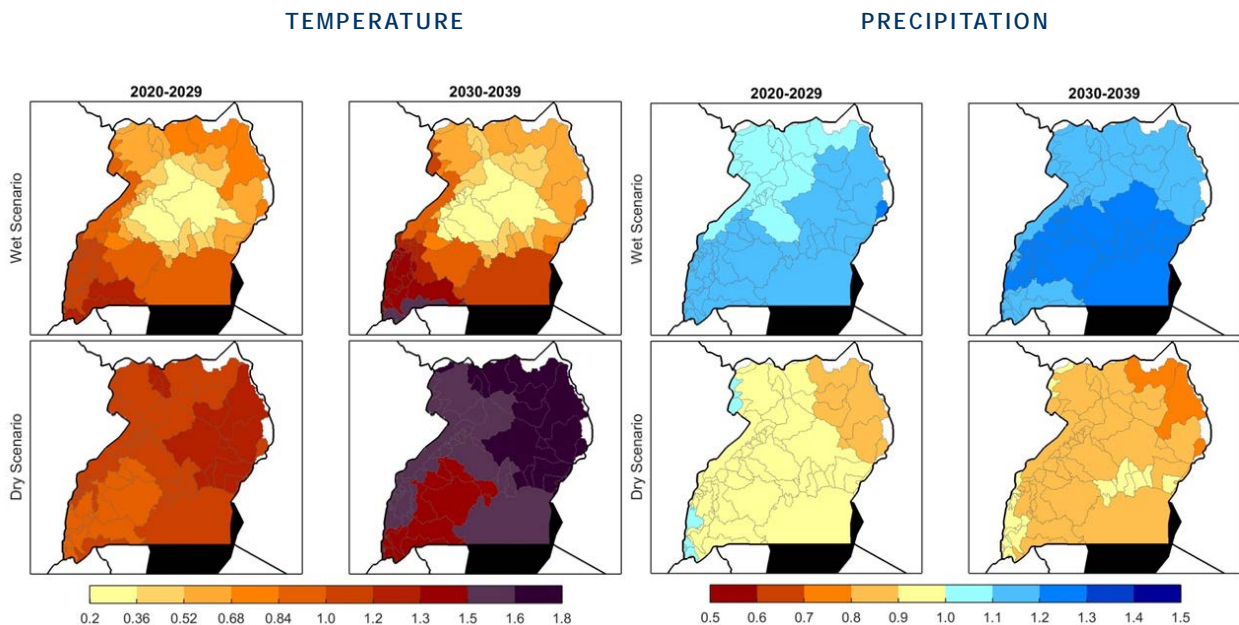 TEMPERATURE
PRECIPITATION
2020-2029
2030-2039
2020-2029
2030-2039
Wet Scenario
Wet Scenario
Dry Scenario
Dry Scenario
0.2 0.36 0.52 0.68 0.84 1.0 1.2 1.3 1.5 1.6 1.8
0.5 0.6 0.7 0.8 0.9 1.0 1.1 1.2 1.3 1.4 1.5